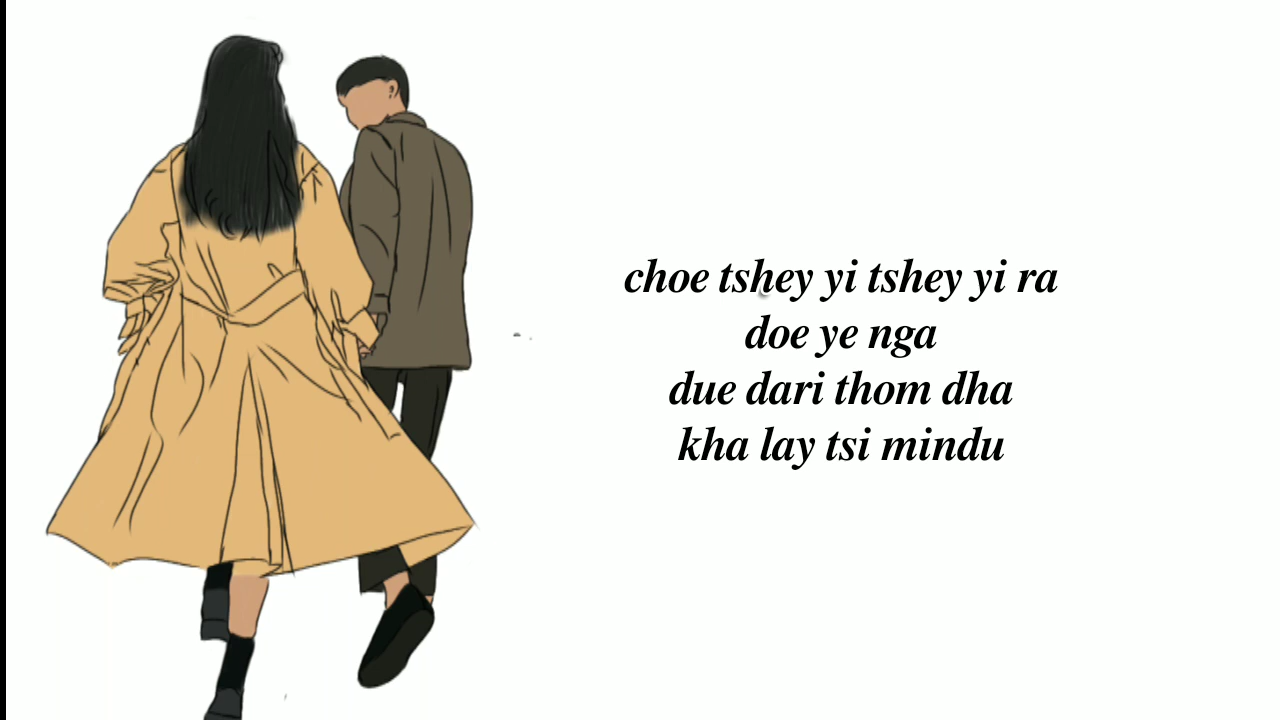 choe tshey yi tshey yi ra
doe ye nga
due dari thom dha
kha lay tsi mindu